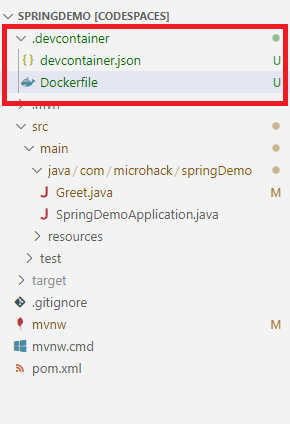 SPRINGDEMO [CODESPACES]
.devcontainer
{} devcontainer.json U
Dockerfile U
.mvn
src
main
java/com/microhack/springDemo
J Greet.java M
J SpringDemoApplication.java
resources
test
target
.gitignore
mvnw M
mvnw.cmd
pom.xml